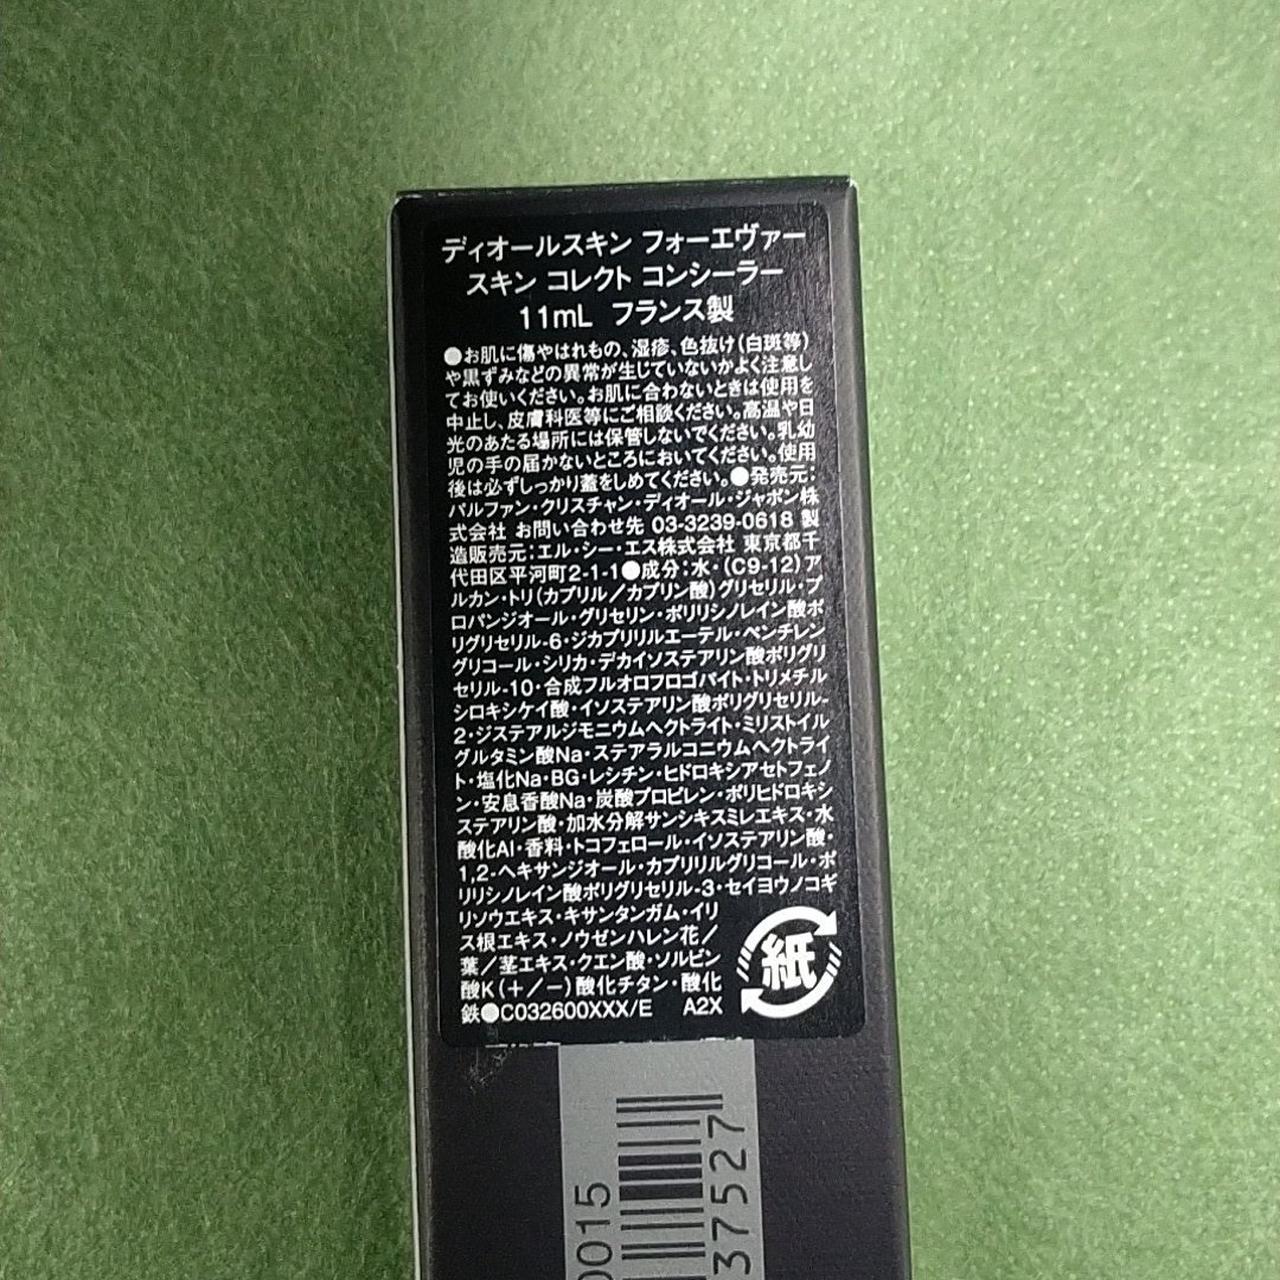 ディオールスキン フォーエヴァー
スキン コレクト コンシーラー
11mL フランス製
●お肌に傷やはれもの、湿疹、色抜け(白斑等)
や黒ずみなどの異常が生じていないかよく注意し
てお使いください。お肌に合わないときは使用を
中止し、皮膚科医等にご相談ください。高温や日
光のあたる場所には保管しないでください。乳幼
児の手の届かないところにおいてください。使用
後は必ずしっかり蓋をしめてください。●発売元:
パルファン・クリスチャン・ディオール・ジャポン株
式会社 お問い合わせ先 03-3239-0618 製
造販売元:エル・シー・エス株式会社 東京都千
代田区平河町2-1-1●成分:水・(C9-12)ア
ルカン・トリ(カプリル/カプリン酸)グリセリル・プ
ロパンジオール・グリセリン・ポリリシノレイン酸ポ
リグリセリル-6・ジカプリリルエーテル・ペンチレン
グリコール・シリカ・デカイソステアリン酸ポリグリ
セリル-10・合成フルオロフロゴパイト・トリメチル
シロキシケイ酸・イソステアリン酸ポリグリセリル-
2・ジステアルジモニウムヘクトライト・ミリストイル
グルタミン酸Na・ステアラルコニウムヘクトライ
ト・塩化Na・BG・レシチン・ヒドロキシアセトフェノ
ン・安息香酸Na・炭酸プロピレン・ポリヒドロキシ
ステアリン酸・加水分解サンシキスミレエキス・水
酸化Al・香料・トコフェロール・イソステアリン酸・
1,2-ヘキサンジオール・カプリリルグリコール・ポ
リリシノレイン酸ポリグリセリル-3・セイヨウノコギ
リソウエキス・キサンタンガム・イリ
ス根エキス・ノウゼンハレン花/
葉/茎エキス・クエン酸・ソルビン
酸K(+/−)酸化チタン・酸化
鉄●C032600XXX/E A2X
紙
0015
37527